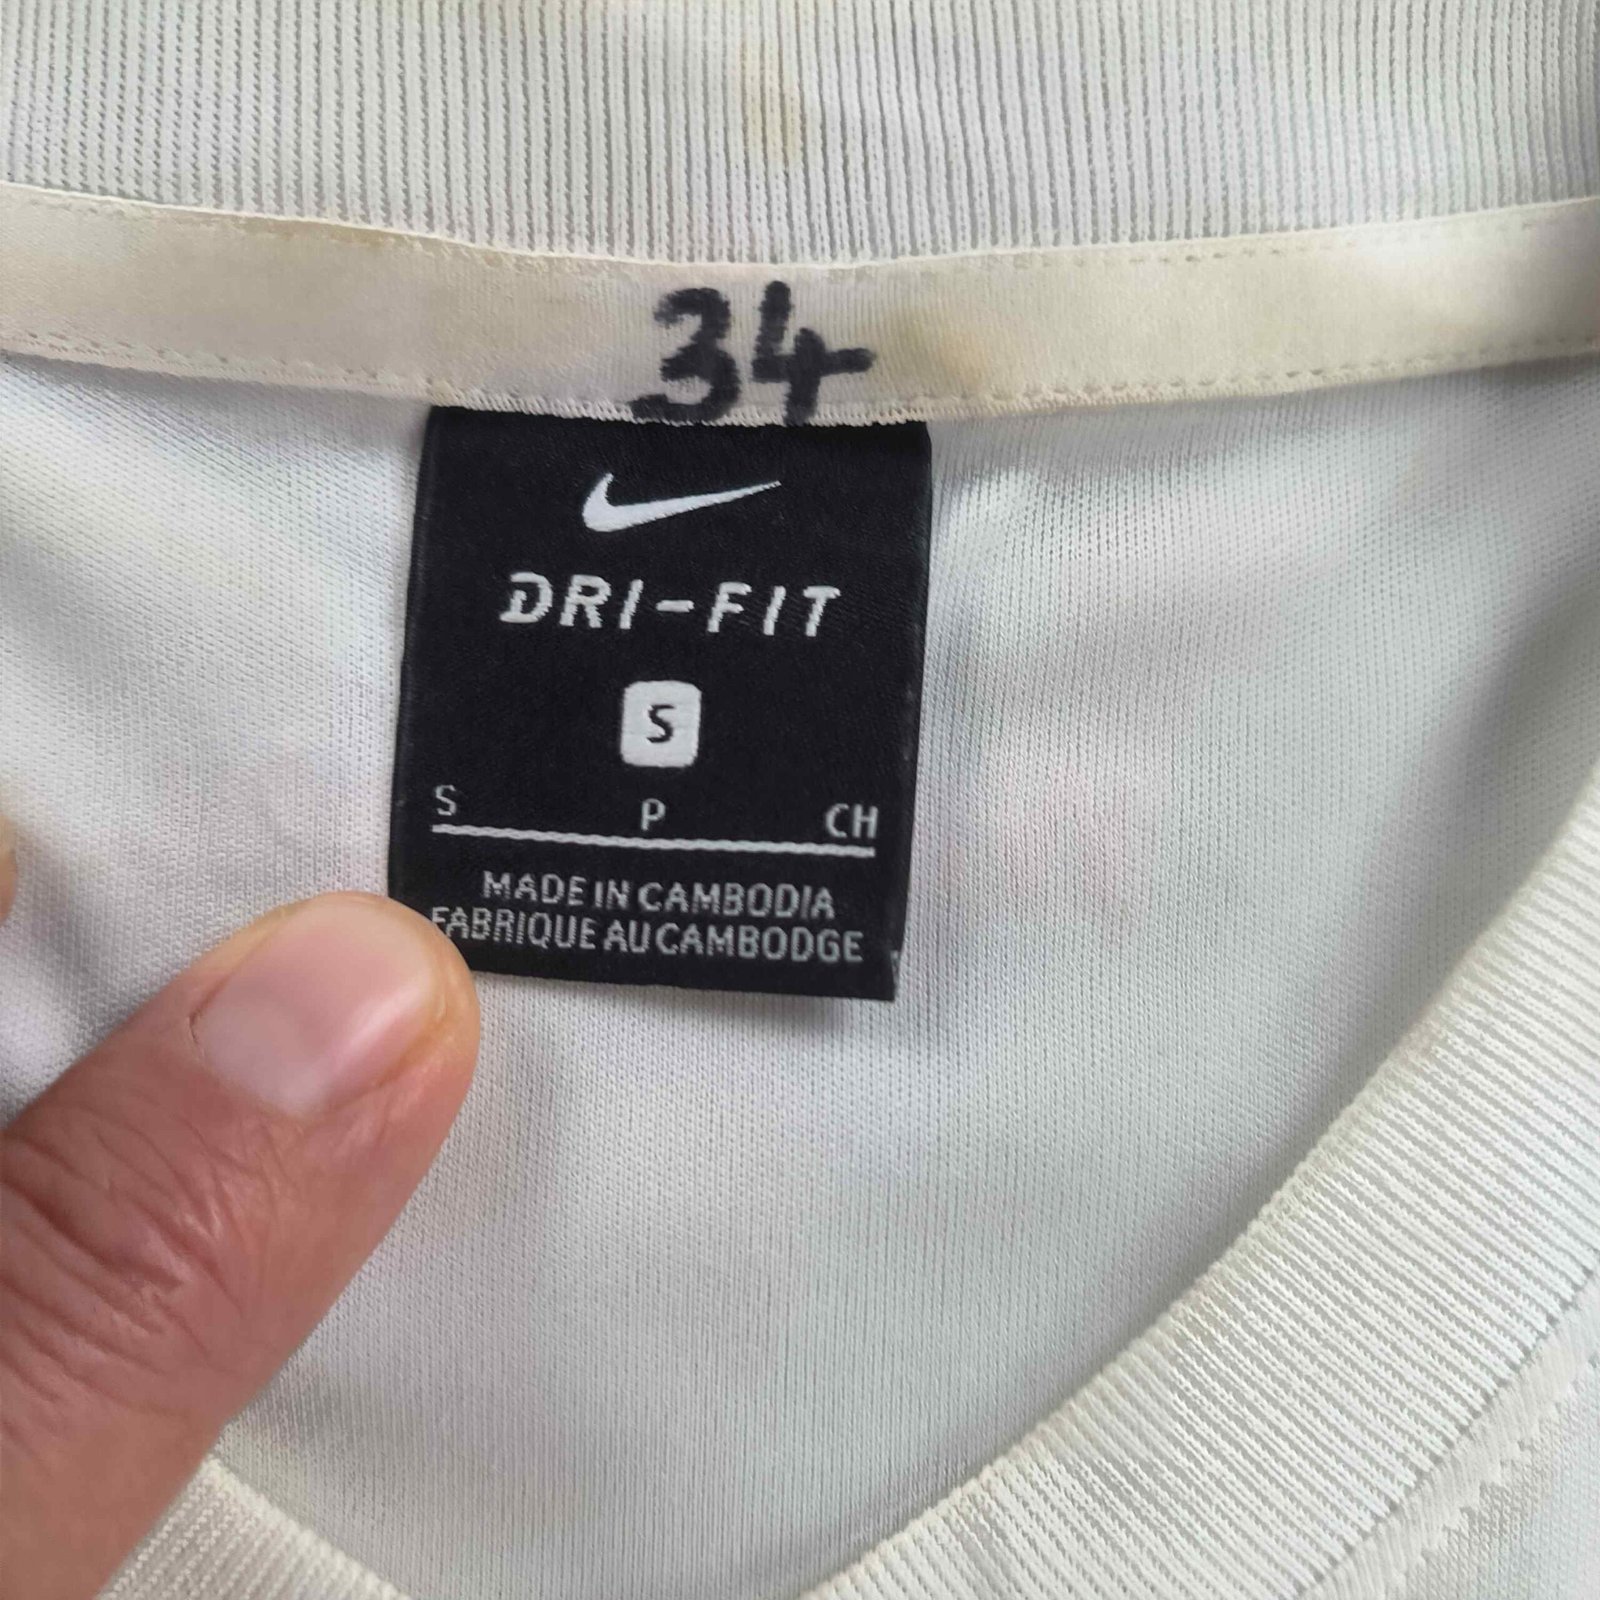 34
DRI-FIT
S
S P CH
MADE IN CAMBODIA
FABRIQUE AU CAMBODGE